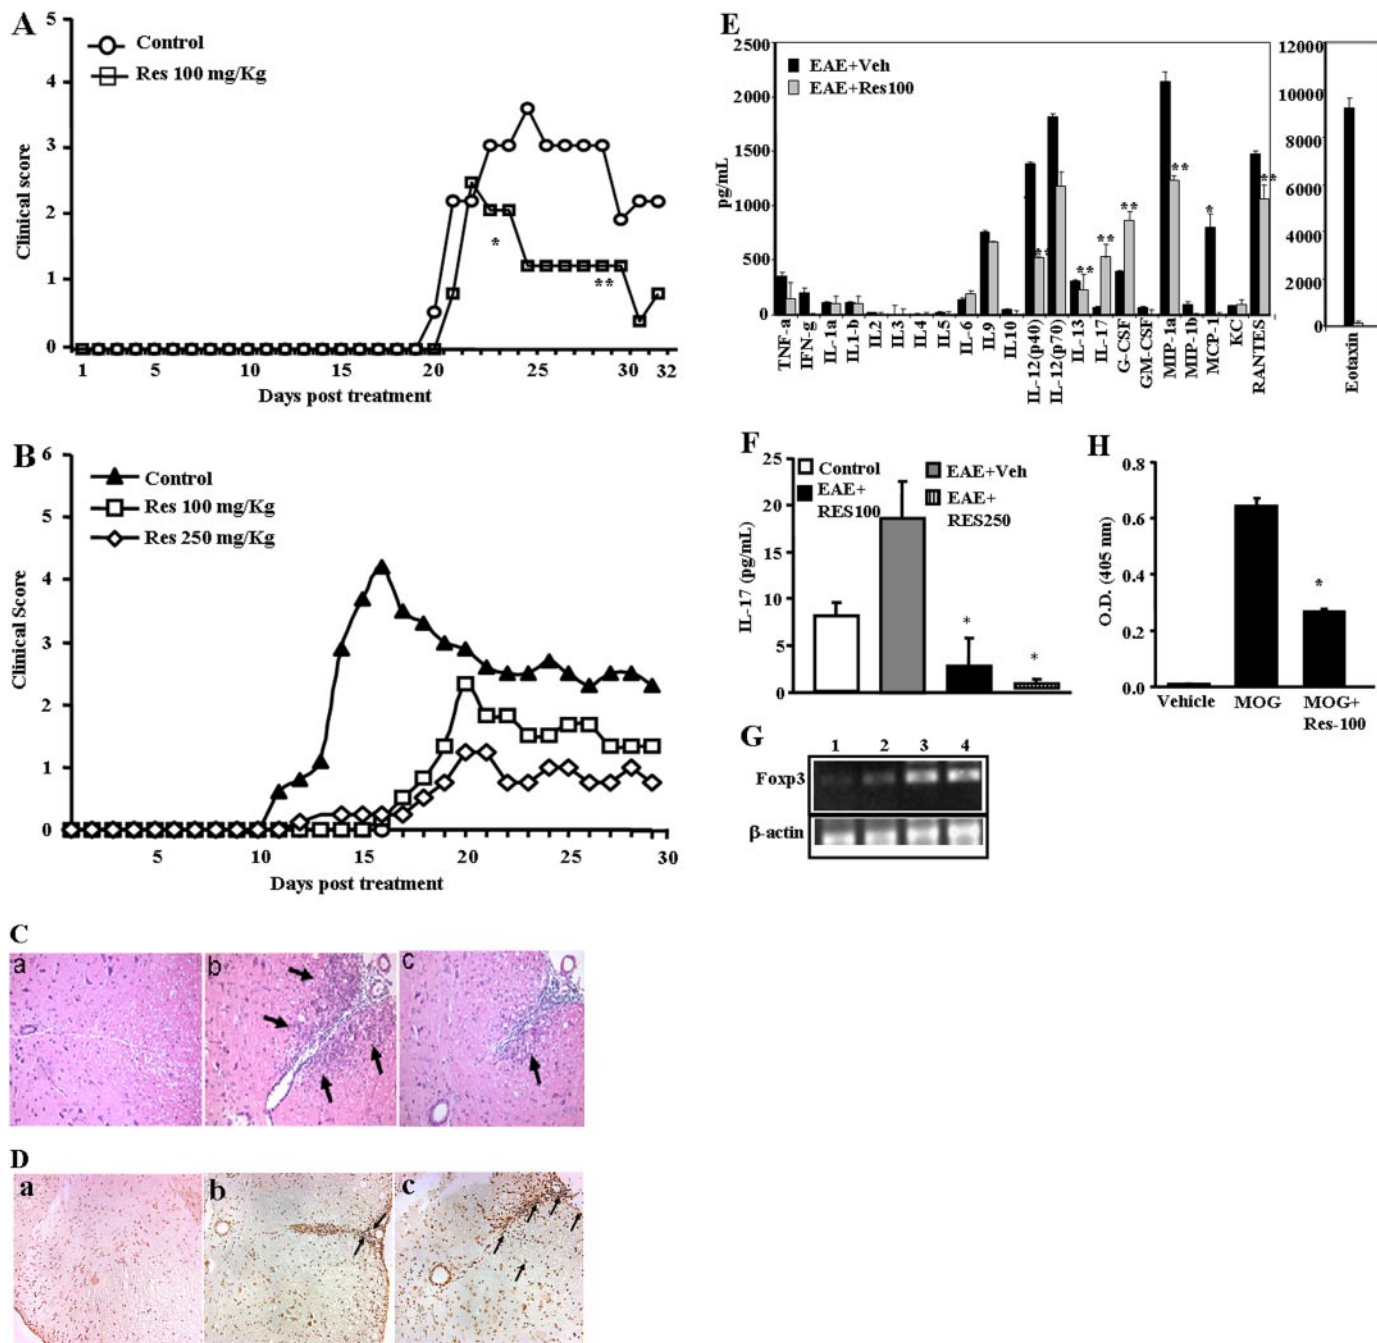 A
5
4
3
2
1
0
Clinical score
Control
Res 100 mg/Kg
1 5 10 15 20 25 30 32
Days post treatment
B
6
5
4
3
2
1
0
Clinical Score
Control
Res 100 mg/Kg
Res 250 mg/Kg
5 10 15 20 25 30
Days post treatment
C
a b c
D
a b c
E
2500
2000
1500
1000
500
0
pg/mL
EAE+Veh
EAE+Res100
** ** ** ** ** * **
TNF-a
IFN-g
IL-1a
IL1-b
IL2
IL3
IL4
IL5
IL-6
IL9
IL10
IL-12(p40)
IL-12(p70)
IL-13
IL-17
G-CSF
GM-CSF
MIP-1a
MIP-1b
MCP-1
KC
RANTES
12000
10000
8000
6000
4000
2000
0
Eotaxin
F
25
20
15
10
5
0
IL-17 (pg/mL)
Control
EAE+
RES100
EAE+Veh
EAE+
RES250
* *
G
1 2 3 4
Foxp3
β-actin
H
0.8
0.6
0.4
0.2
0.0
O.D. (405 nm)
*
Vehicle MOG MOG+
Res-100
* **